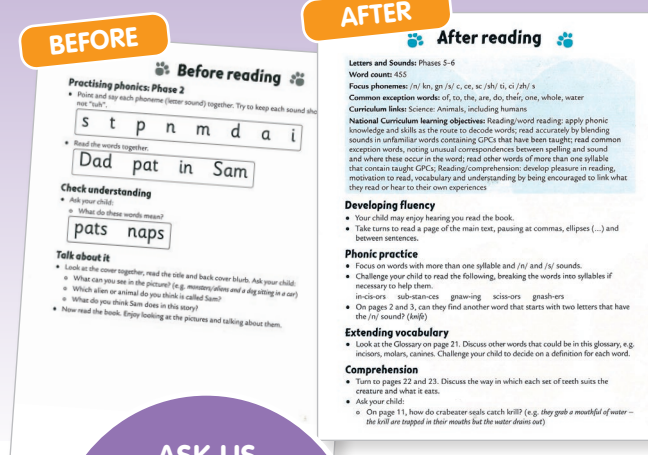 BEFORE
Before reading
Practising phonics: Phase 2
• Point and say each phoneme (letter sound) together. Try to keep each sound
not "tuh".
s t p n m d a i
• Read the words together.
Dad pat in Sam
Check understanding
• Ask your child:
o What do these words mean?
pats naps
Talk about it
• Look at the cover together, read the title and back cover blurb. Ask your child:
o What can you see in the picture? (e.g. monsters/aliens and a dog sitting in a car)
o Which alien or animal do you think is called Sam?
o What do you think Sam does in this story?
• Now read the book. Enjoy looking at the pictures and talking about them.
ASK US
AFTER
After reading
Letters and Sounds: Phases 5-6
Word count: 455
Focus phonemes: /n/ kn, gn /s/ c, ce, sc /sh/ ti, ci /zh/ s
Common exception words: of, to, the, are, do, their, one, whole, water
Curriculum links: Science: Animals, including humans
National Curriculum learning objectives: Reading/word reading: apply phonic
knowledge and skills as the route to decode words; read accurately by blending
sounds in unfamiliar words containing GPCs that have been taught; read common
exception words, noting unusual correspondences between spelling and sound
and where these occur in the word; read other words of more than one syllable
that contain taught GPCs; Reading/comprehension: develop pleasure in reading,
motivation to read, vocabulary and understanding by being encouraged to link what
they read or hear to their own experiences
Developing fluency
• Your child may enjoy hearing you read the book.
• Take turns to read a page of the main text, pausing at commas, ellipses (...) and
between sentences.
Phonic practice
• Focus on words with more than one syllable and /n/ and /s/ sounds.
• Challenge your child to read the following, breaking the words into syllables if
necessary to help them.
in-cis-ors sub-stan-ces gnaw-ing sciss-ors gnash-ers
• On pages 2 and 3, can they find another word that starts with two letters that have
the /n/ sound? (knife)
Extending vocabulary
• Look at the Glossary on page 21. Discuss other words that could be in this glossary, e.g.
incisors, molars, canines. Challenge your child to decide on a definition for each word.
Comprehension
• Turn to pages 22 and 23. Discuss the way in which each set of teeth suits the
creature and what it eats.
• Ask your child:
o On page 11, how do crabeater seals catch krill? (e.g. they grab a mouthful of water –
the krill are trapped in their mouths but the water drains out)